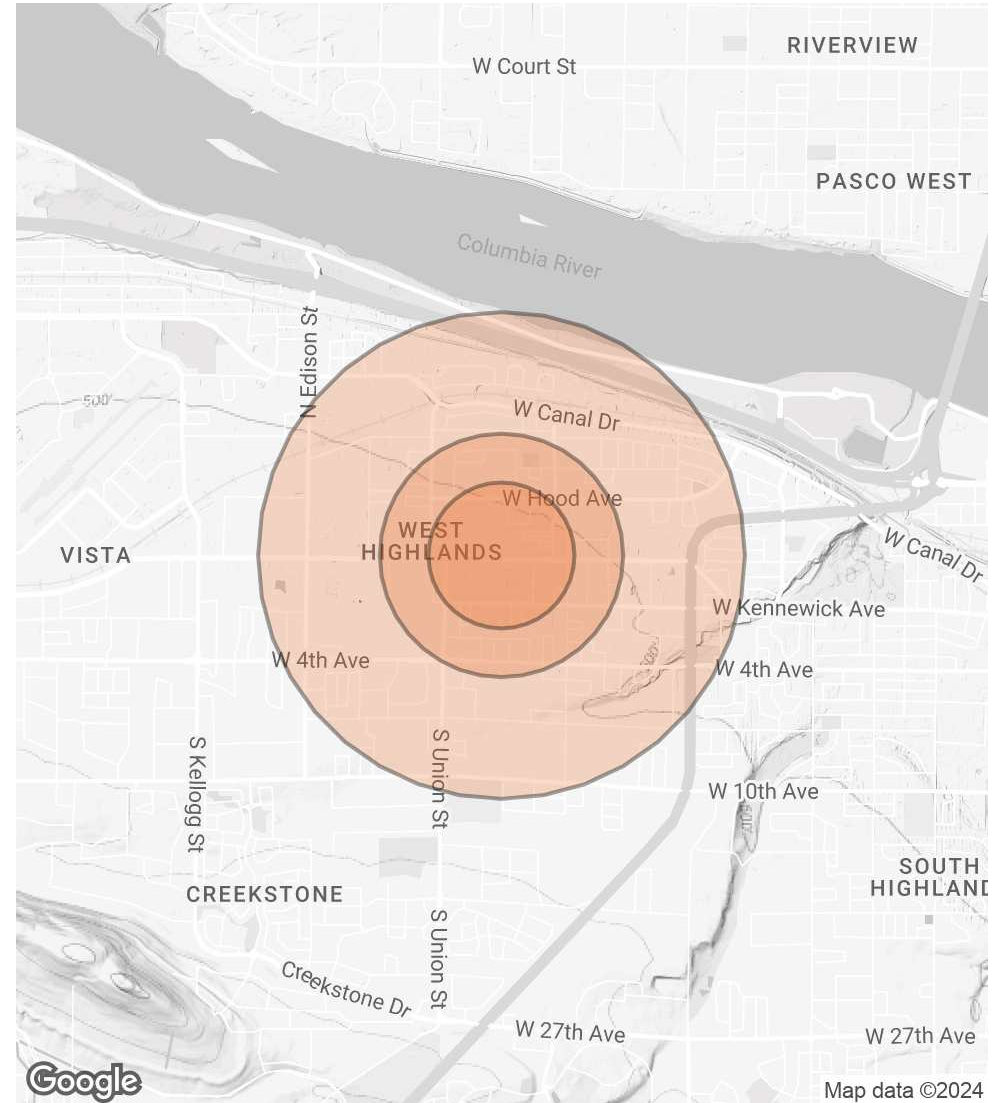 RIVERVIEW
W Court St
PASCO WEST
Columbia River
N Edison St
500'
W Canal Dr
W Hood Ave
WEST
HIGHLANDS
VISTA
W Canal Dr
W Kennewick Ave
W 4th Ave
W 4th Ave
S Kellogg St
S Union St
W 10th Ave
SOUTH
HIGHLAND
CREEKSTONE
S Union St
Creekstone Dr
W 27th Ave
W 27th Ave
Google
Map data ©2024